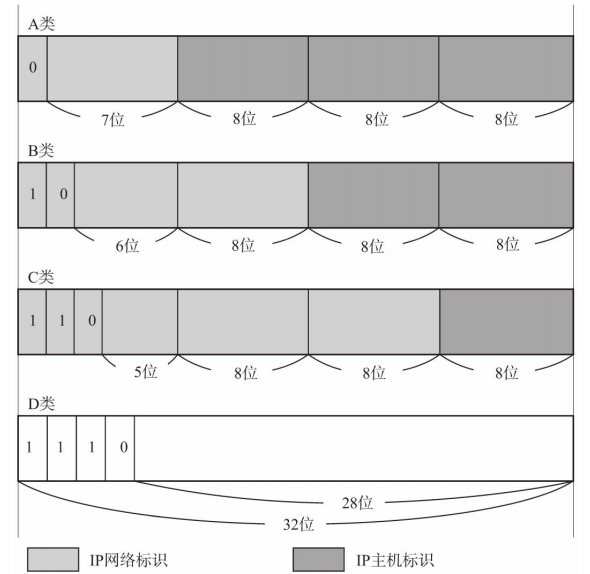 A类
0
7位 8位 8位 8位
B类
1 0
6位 8位 8位 8位
C类
1 1 0
5位 8位 8位 8位
D类
1 1 1 0
28位
32位
IP网络标识 IP主机标识